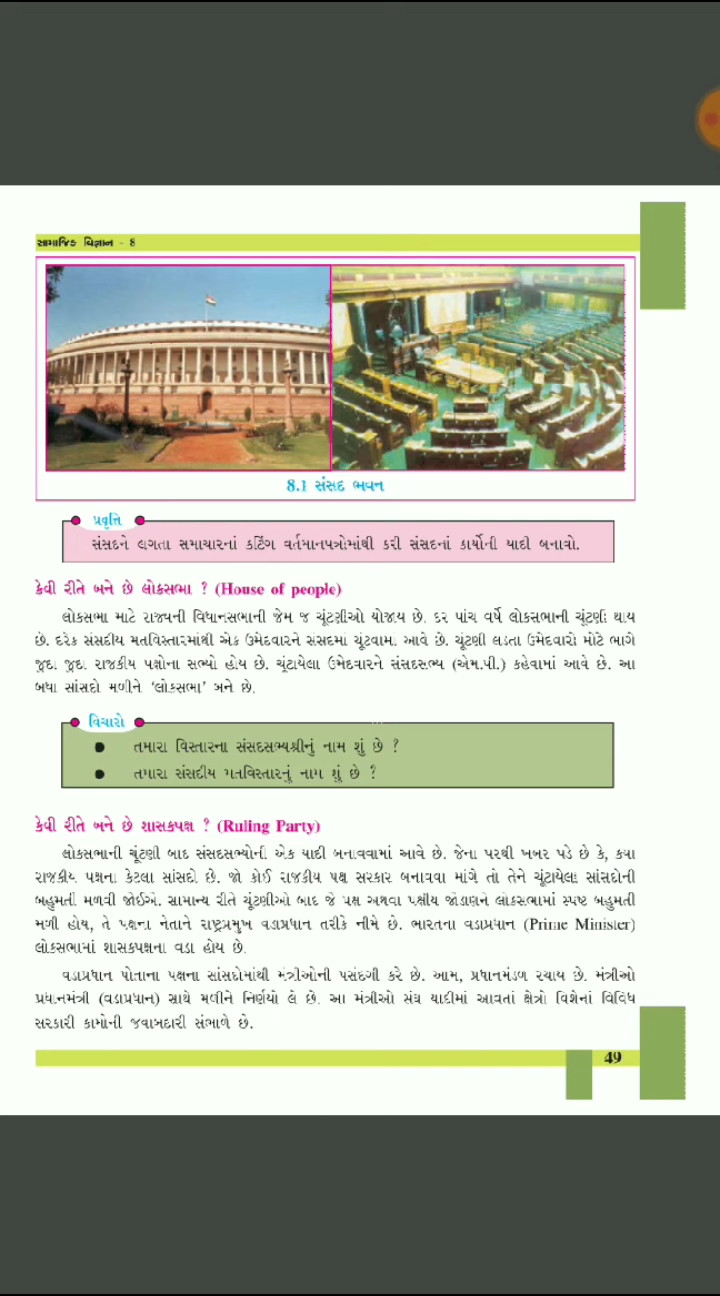 સામાજિક વિજ્ઞાન - 8
8.1 સંસદ ભવન
પ્રવૃત્તિ
સંસદને લગતા સમાચારનાં કટિંગ વર્તમાનપત્રોમાંથી કરી સંસદનાં કાર્યોની યાદી બનાવો.
કેવી રીતે બને છે લોકસભા ? (House of people)
લોકસભા માટે રાજ્યની વિધાનસભાની જેમ જ ચૂંટણીઓ યોજાય છે. દર પાંચ વર્ષે લોકસભાની ચૂંટણી થાય
છે. દરેક સંસદીય મતવિસ્તારમાંથી એક ઉમેદવારને સંસદમાં ચૂંટવામાં આવે છે. ચૂંટણી લડતા ઉમેદવારો મોટે ભાગે
જુદા જુદા રાજકીય પક્ષોના સભ્યો હોય છે. ચૂંટાયેલા ઉમેદવારને સંસદસભ્ય (એમ.પી.) કહેવામાં આવે છે. આ
બધા સાંસદો મળીને ‘લોકસભા’ બને છે.
વિચારો
● તમારા વિસ્તારના સંસદસભ્યશ્રીનું નામ શું છે ?
● તમારા સંસદીય મતવિસ્તારનું નામ શું છે ?
કેવી રીતે બને છે શાસકપક્ષ ? (Ruling Party)
લોકસભાની ચૂંટણી બાદ સંસદસભ્યોની એક યાદી બનાવવામાં આવે છે. જેના પરથી ખબર પડે છે કે, કયા
રાજકીય પક્ષના કેટલા સાંસદો છે. જો કોઈ રાજકીય પક્ષ સરકાર બનાવવા માંગે તો તેને ચૂંટાયેલા સાંસદોની
બહુમતી મળવી જોઈએ. સામાન્ય રીતે ચૂંટણીઓ બાદ જે પક્ષ અથવા પક્ષીય જોડાણને લોકસભામાં સ્પષ્ટ બહુમતી
મળી હોય, તે પક્ષના નેતાને રાષ્ટ્રપ્રમુખ વડાપ્રધાન તરીકે નીમે છે. ભારતના વડાપ્રધાન (Prime Minister)
લોકસભામાં શાસકપક્ષના વડા હોય છે.
વડાપ્રધાન પોતાના પક્ષના સાંસદોમાંથી મંત્રીઓની પસંદગી કરે છે. આમ, પ્રધાનમંડળ રચાય છે. મંત્રીઓ
પ્રધાનમંત્રી (વડાપ્રધાન) સાથે મળીને નિર્ણયો લે છે. આ મંત્રીઓ સંઘ યાદીમાં આવતાં ક્ષેત્રો વિશેનાં વિવિધ
સરકારી કામોની જવાબદારી સંભાળે છે.
49